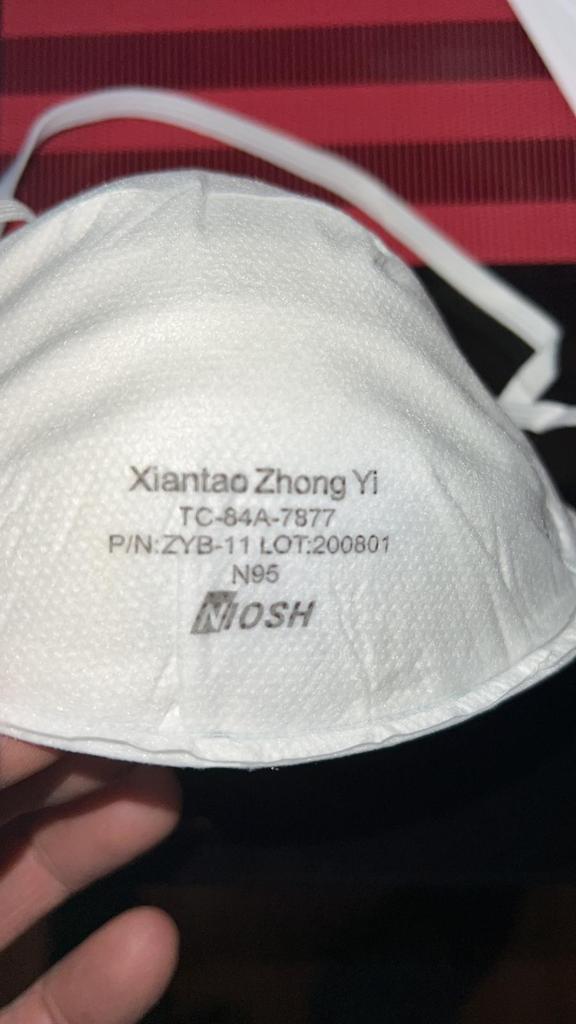 Xiantao Zhong Yi
TC-84A-7877
P/N:ZYB-11 LOT:200801
N95
NIOSH